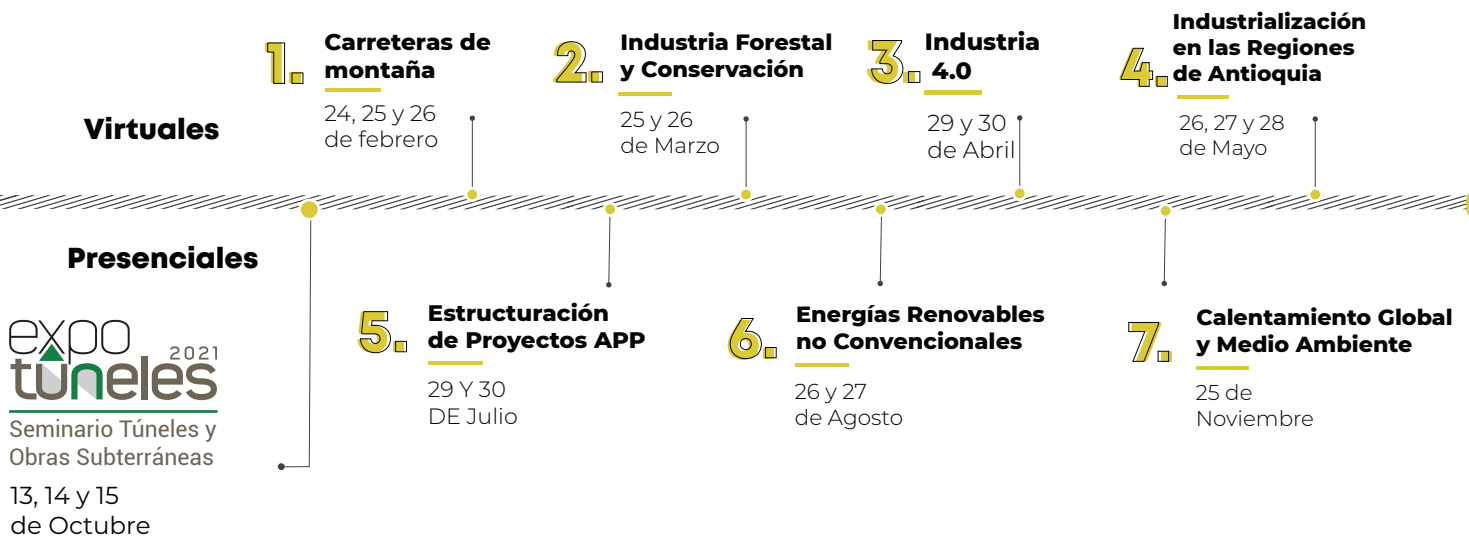 Virtuales
1.
Carreteras de
montaña
24, 25 y 26
de febrero
2.
Industria Forestal
y Conservación
25 y 26
de Marzo
3.
Industria
4.0
29 y 30
de Abril
4.
Industrialización
en las Regiones
de Antioquia
26, 27 y 28
de Mayo
Presenciales
expo
túneles
2021
Seminario Túneles y
Obras Subterráneas
13, 14 y 15
de Octubre
5.
Estructuración
de Proyectos APP
29 Y 30
DE Julio
6.
Energías Renovables
no Convencionales
26 y 27
de Agosto
7.
Calentamiento Global
y Medio Ambiente
25 de
Noviembre